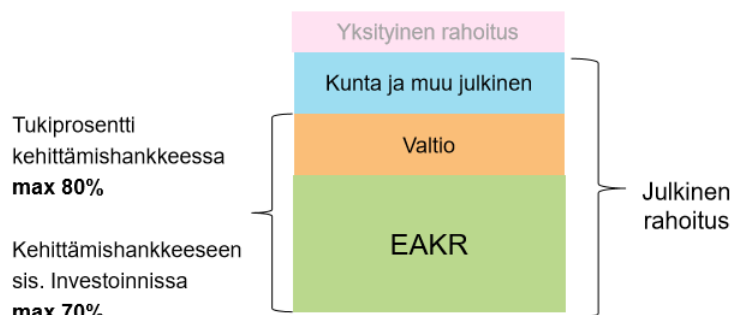 Yksityinen rahoitus
Kunta ja muu julkinen
Valtio
EAKR
Tukiprosentti
kehittämishankkeessa
max 80%
Kehittämishankkeeseen
sis. Investoinnissa
max 70%
Julkinen
rahoitus